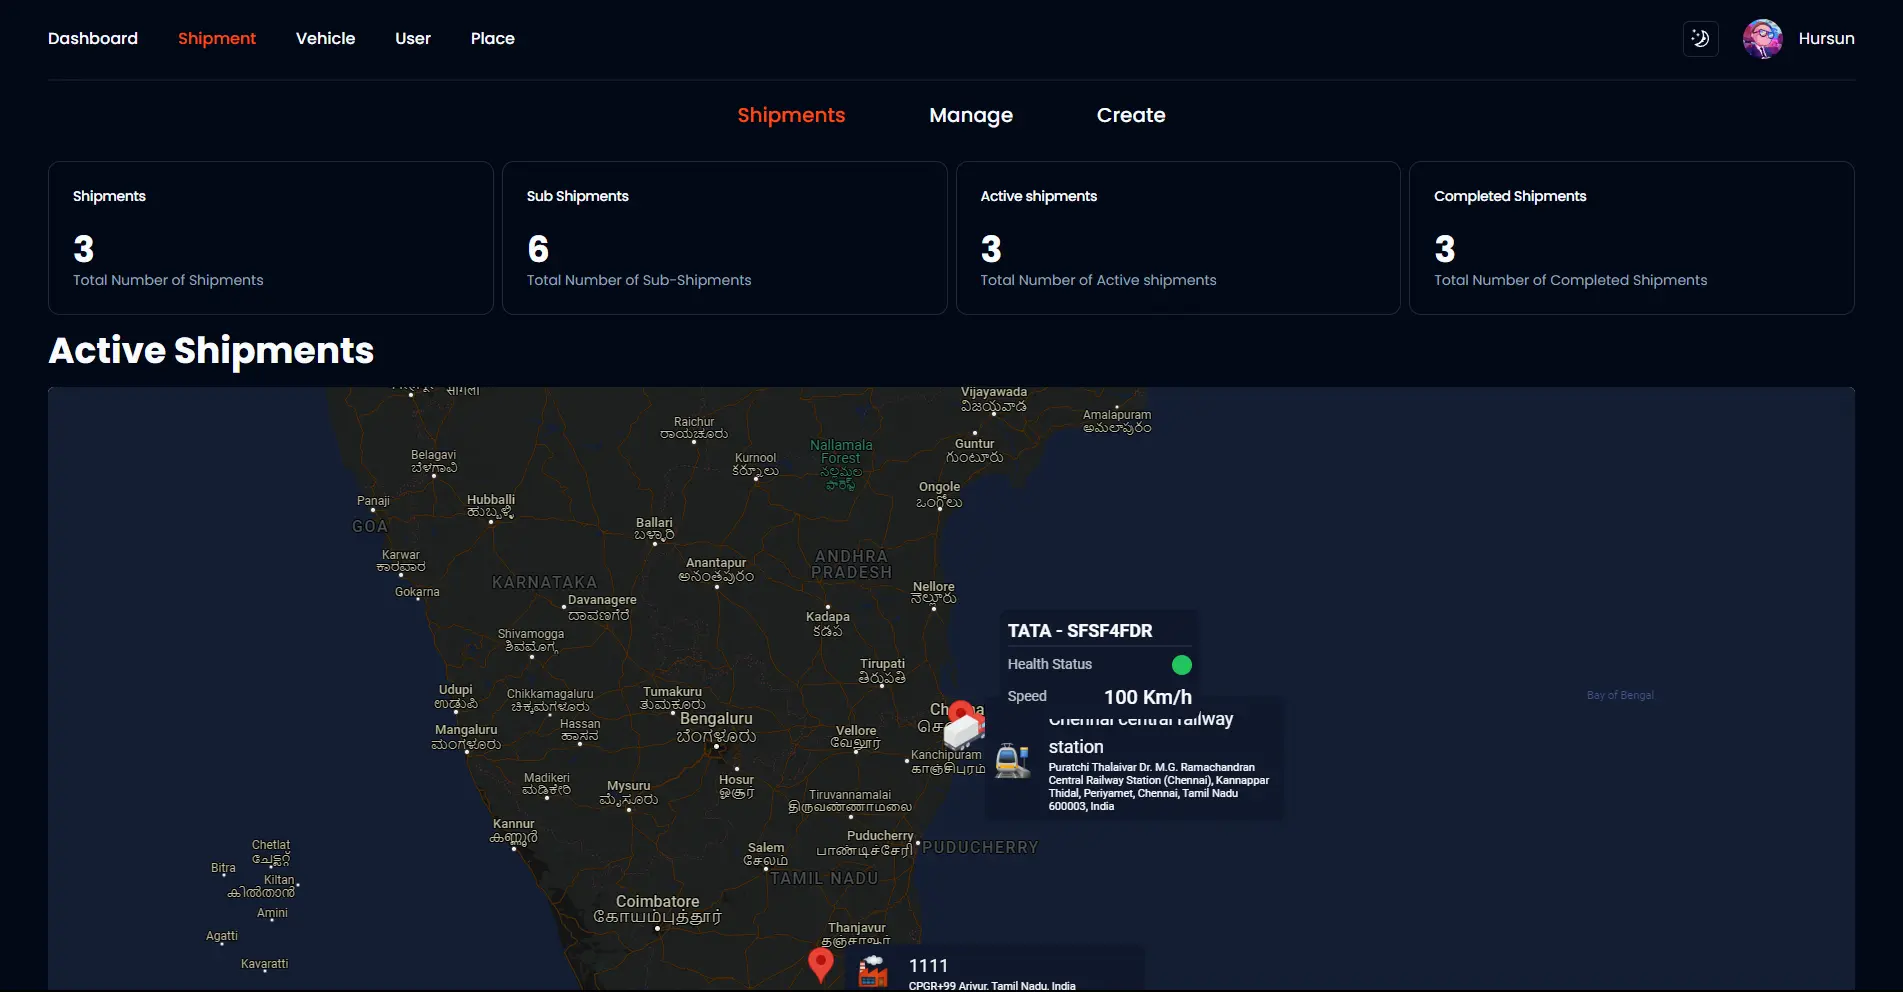 Dashboard Shipment Vehicle User Place Hursun
Shipments Manage Create
Shipments
3
Total Number of Shipments
Sub Shipments
6
Total Number of Sub-Shipments
Active shipments
3
Total Number of Active shipments
Completed Shipments
3
Total Number of Completed Shipments
Active Shipments
Vijayawada
విజయవాడ
Amalapuram
అమలాపురం
Raichur
ರಾಯಚೂರು
Nallamala
Forest
నల్లమల
ఫారెస్ట్
Guntur
గుంటూరు
Belagavi
ಬೆಳಗಾವಿ
Kurnool
కర్నూలు
Ongole
ఒంగోలు
Panaji
GOA
Hubballi
ಹುಬ್ಬಳ್ಳಿ
Ballari
ಬಳ್ಳಾರಿ
Karwar
ಕಾರವಾರ
Anantapur
అనంతపురం
ANDHRA
PRADESH
KARNATAKA
Gokarna
Nellore
నెల్లూరు
Davanagere
ದಾವಣಗೆರೆ
Kadapa
కడప
Shivamogga
ಶಿವಮೊಗ್ಗ
Tirupati
తిరుపతి
TATA - SFSF4FDR
Health Status
Speed 100 Km/h
Udupi
ಉಡುಪಿ
Chikkamagaluru
ಚಿಕ್ಕಮಗಳೂರು
Tumakuru
ತುಮಕೂರು
Bay of Bengal
Hassan
ಹಾಸನ
Bengaluru
ಬೆಂಗಳೂರು
Mangaluru
ಮಂಗಳೂರು
Vellore
வேலூர்
Kanchipuram
காஞ்சிபுரம்
Chennai central railway
station
Puratchi Thalaivar Dr. M.G. Ramachandran
Central Railway Station (Chennai), Kannappar
Thidal, Periyamet, Chennai, Tamil Nadu
600003, India
Madikeri
ಮಡಿಕೇರಿ
Mysuru
ಮೈಸೂರು
Hosur
ஓசூர்
Tiruvannamalai
திருவண்ணாமலை
Kannur
കണ്ണൂർ
Puducherry
பாண்டிச்சேரி
PUDUCHERRY
Salem
சேலம்
TAMIL NADU
Chetlat
ചേറ്റ്ലറ്റ്
Bitra
Kiltan
കിൽതാൻ
Amini
Coimbatore
கோயம்புத்தூர்
Agatti
Thanjavur
தஞ்சாவூர்
Kavaratti
1111
CPGR+99 Ariyur, Tamil Nadu, India